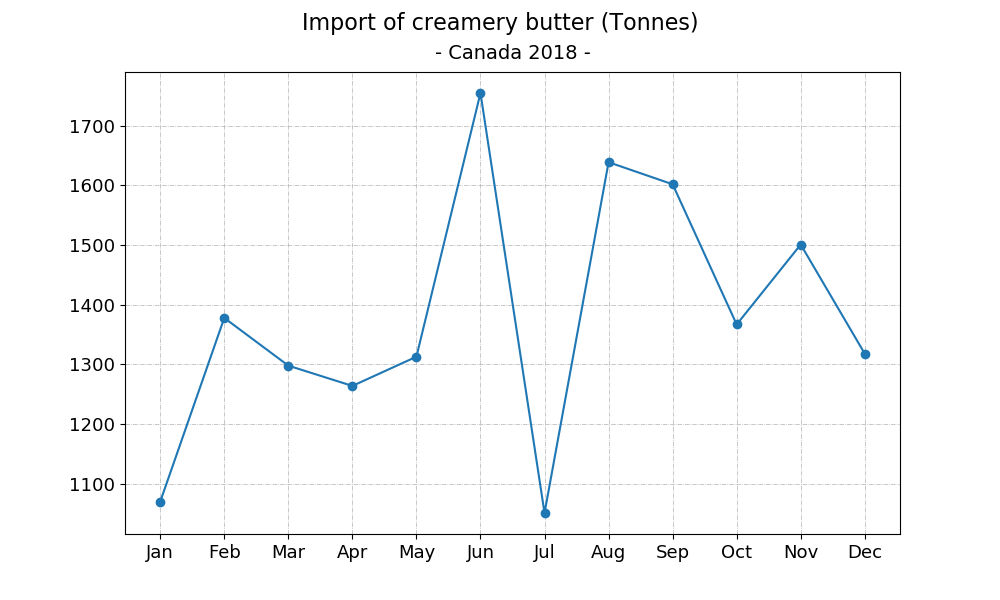 Import of creamery butter (Tonnes)
- Canada 2018 -
1700
1600
1500
1400
1300
1200
1100
Jan Feb Mar Apr May Jun Jul Aug Sep Oct Nov Dec